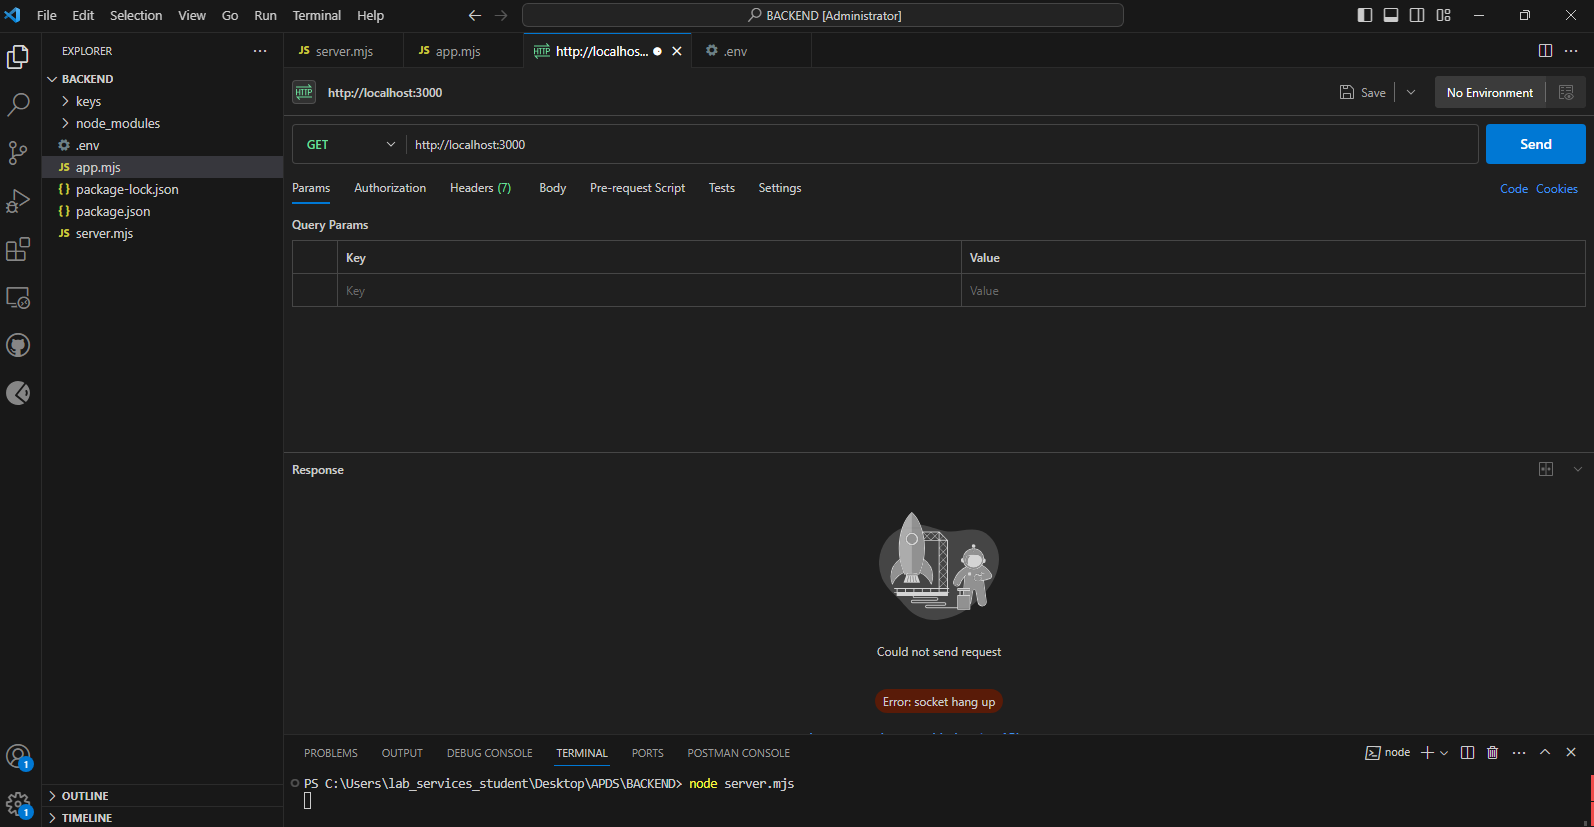 File Edit Selection View Go Run Terminal Help
BACKEND [Administrator]
EXPLORER
JS server.mjs
JS app.mjs
HTTP http://localhos...
.env
BACKEND
keys
node_modules
.env
JS app.mjs
{} package-lock.json
{} package.json
JS server.mjs
HTTP http://localhost:3000
Save
No Environment
GET
http://localhost:3000
Send
Params Authorization Headers (7) Body Pre-request Script Tests Settings
Code Cookies
Query Params
Key Value
Key Value
Response
Could not send request
Error: socket hang up
PROBLEMS OUTPUT DEBUG CONSOLE TERMINAL PORTS POSTMAN CONSOLE
node
PS C:\Users\lab_services_student\Desktop\APDS\BACKEND> node server.mjs
1
1
OUTLINE
TIMELINE